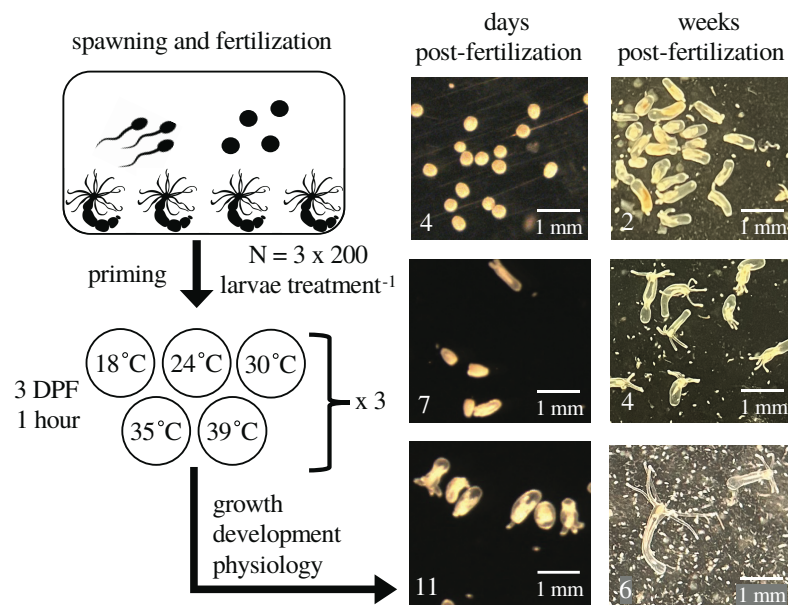 spawning and fertilization
priming
N = 3 x 200
larvae treatment⁻¹
18˚C
24˚C
30˚C
35˚C
39˚C
3 DPF
1 hour
x 3
growth
development
physiology
days
post-fertilization
weeks
post-fertilization
4
1 mm
2
1 mm
7
1 mm
4
1 mm
11
1 mm
6
1 mm